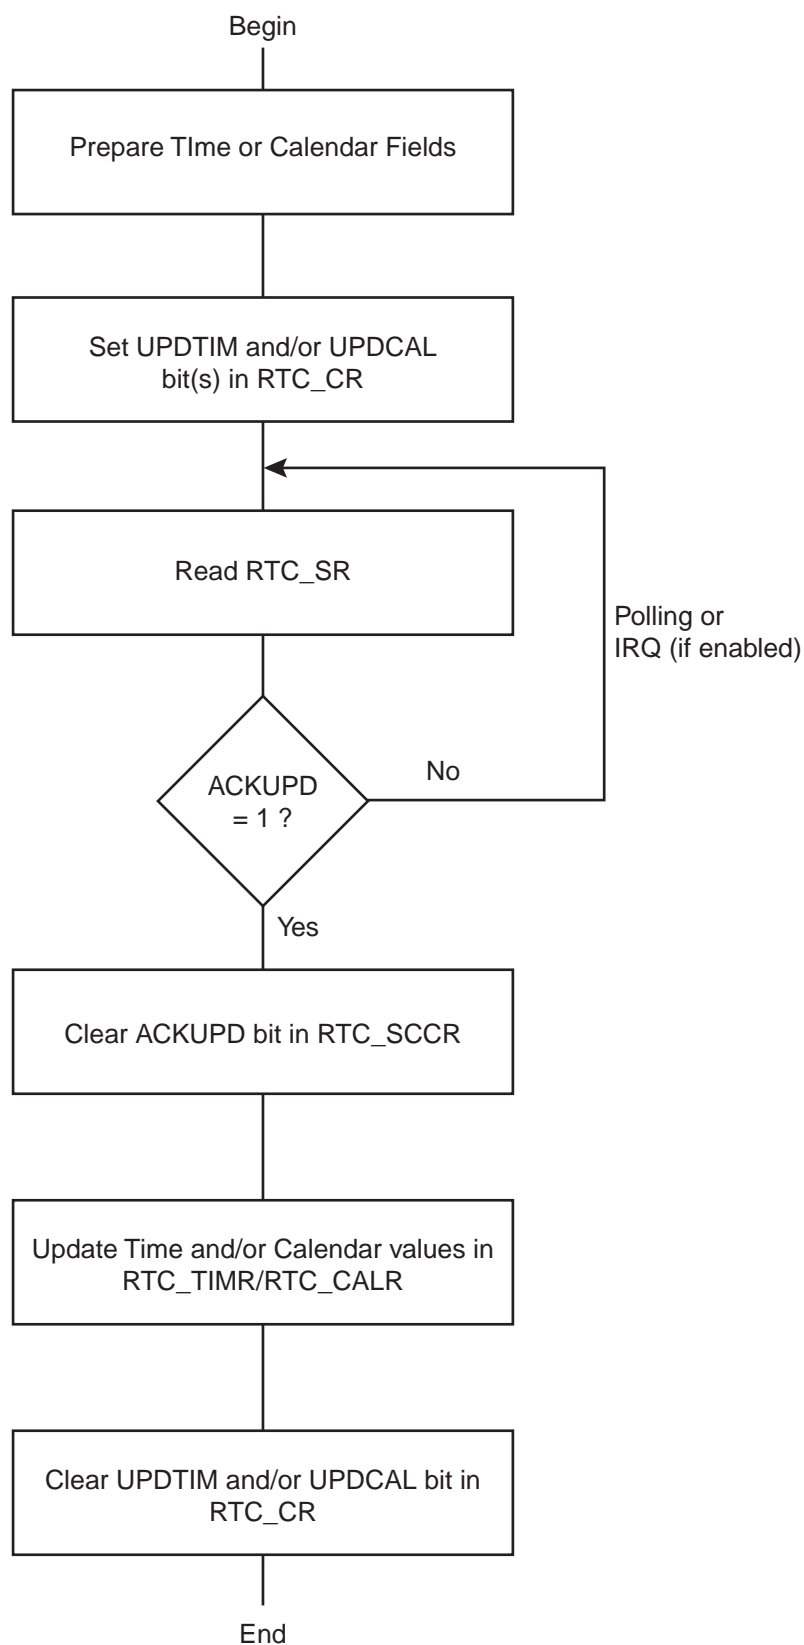 Begin
Prepare TIme or Calendar Fields
Set UPDTIM and/or UPDCAL
bit(s) in RTC_CR
Read RTC_SR
Polling or
IRQ (if enabled)
ACKUPD
= 1 ?
No
Yes
Clear ACKUPD bit in RTC_SCCR
Update Time and/or Calendar values in
RTC_TIMR/RTC_CALR
Clear UPDTIM and/or UPDCAL bit in
RTC_CR
End